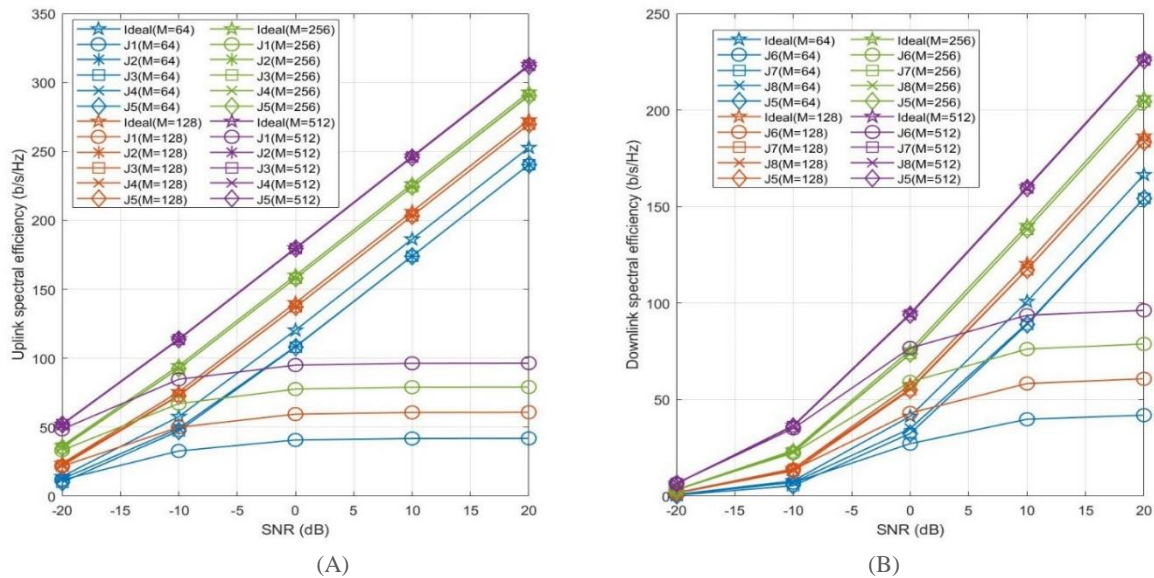 350
300
250
200
150
100
50
0
Uplink spectral efficiency (b/s/Hz)
Ideal(M=64)
J1(M=64)
J2(M=64)
J3(M=64)
J4(M=64)
J5(M=64)
Ideal(M=128)
J1(M=128)
J2(M=128)
J3(M=128)
J4(M=128)
J5(M=128)
Ideal(M=256)
J1(M=256)
J2(M=256)
J3(M=256)
J4(M=256)
J5(M=256)
Ideal(M=512)
J1(M=512)
J2(M=512)
J3(M=512)
J4(M=512)
J5(M=512)
-20 -15 -10 -5 0 5 10 15 20
SNR (dB)
(A)
250
200
150
100
50
0
Downlink spectral efficiency (b/s/Hz)
Ideal(M=64)
J6(M=64)
J7(M=64)
J8(M=64)
J5(M=64)
Ideal(M=128)
J6(M=128)
J7(M=128)
J8(M=128)
J5(M=128)
Ideal(M=256)
J6(M=256)
J7(M=256)
J8(M=256)
J5(M=256)
Ideal(M=512)
J6(M=512)
J7(M=512)
J8(M=512)
J5(M=512)
-20 -15 -10 -5 0 5 10 15 20
SNR (dB)
(B)